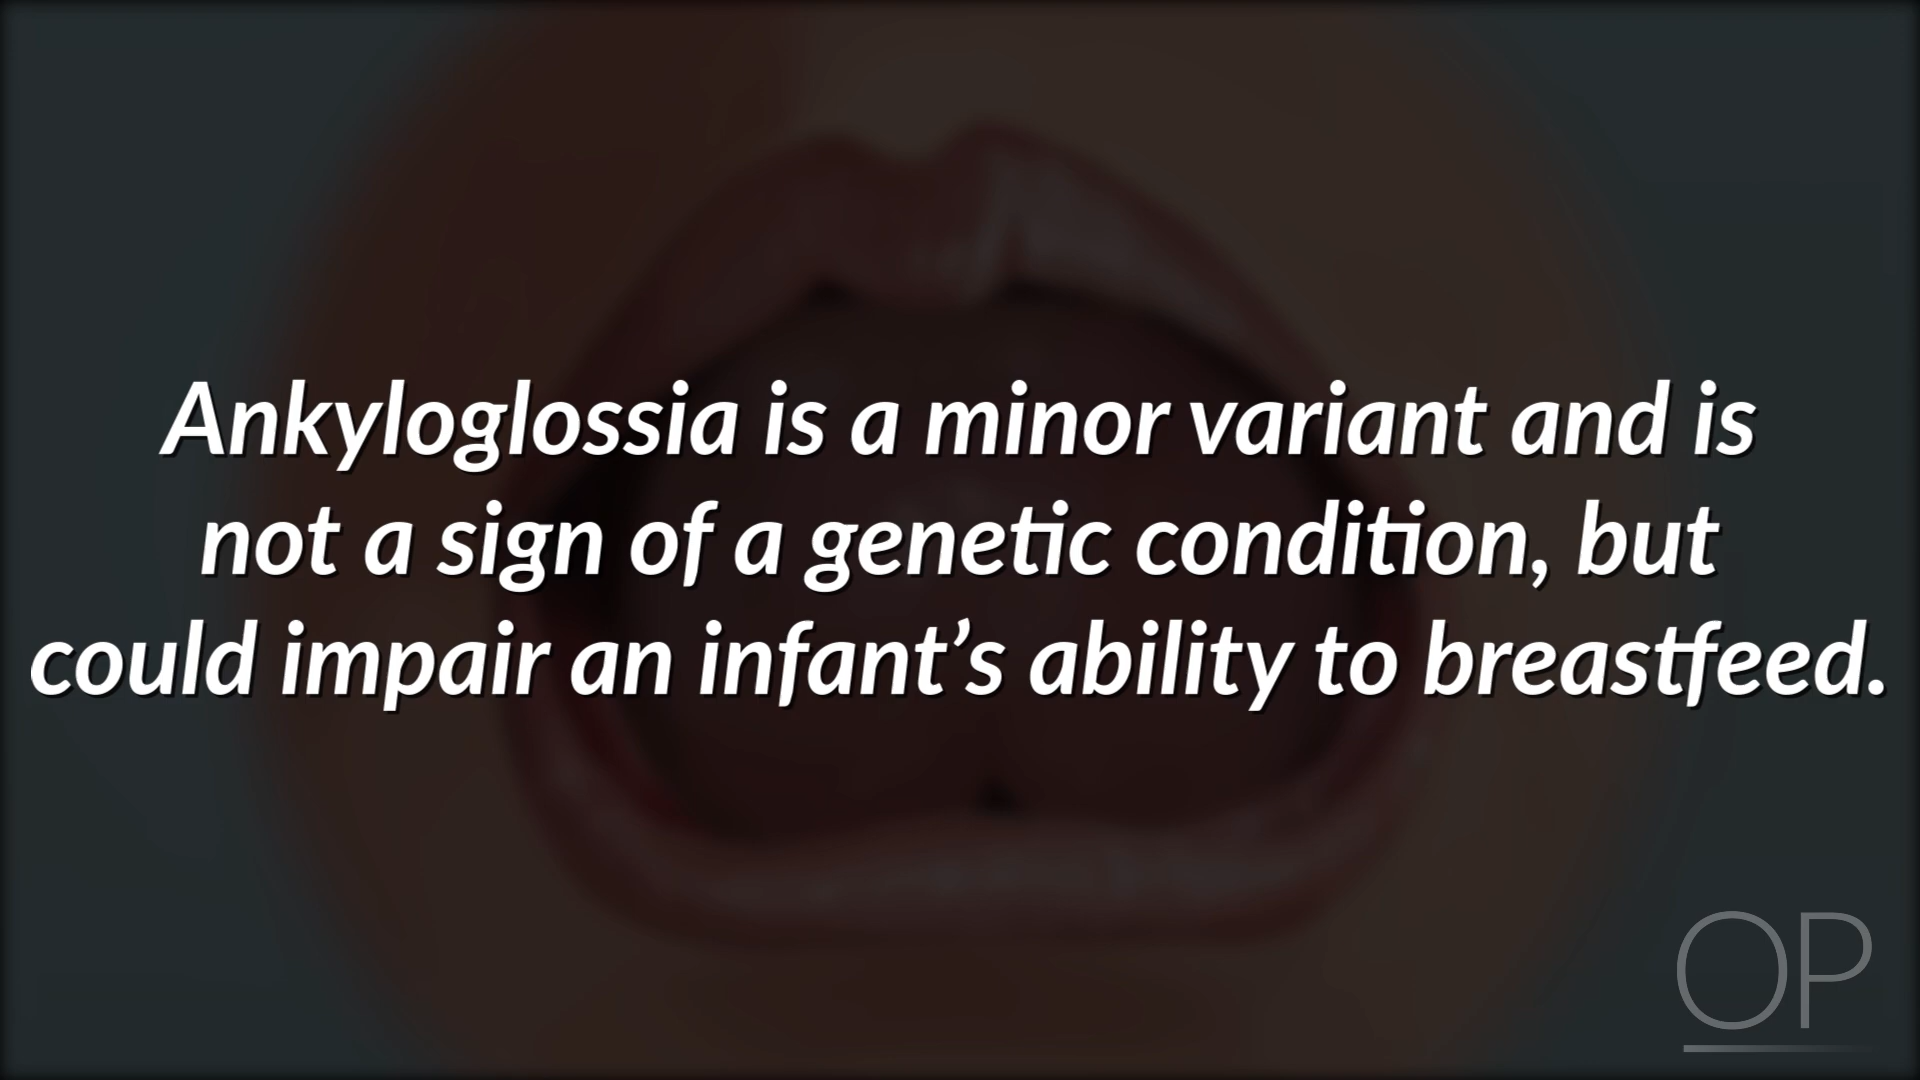 Ankyloglossia is a minor variant and is
not a sign of a genetic condition, but
could impair an infant’s ability to breastfeed.
OP